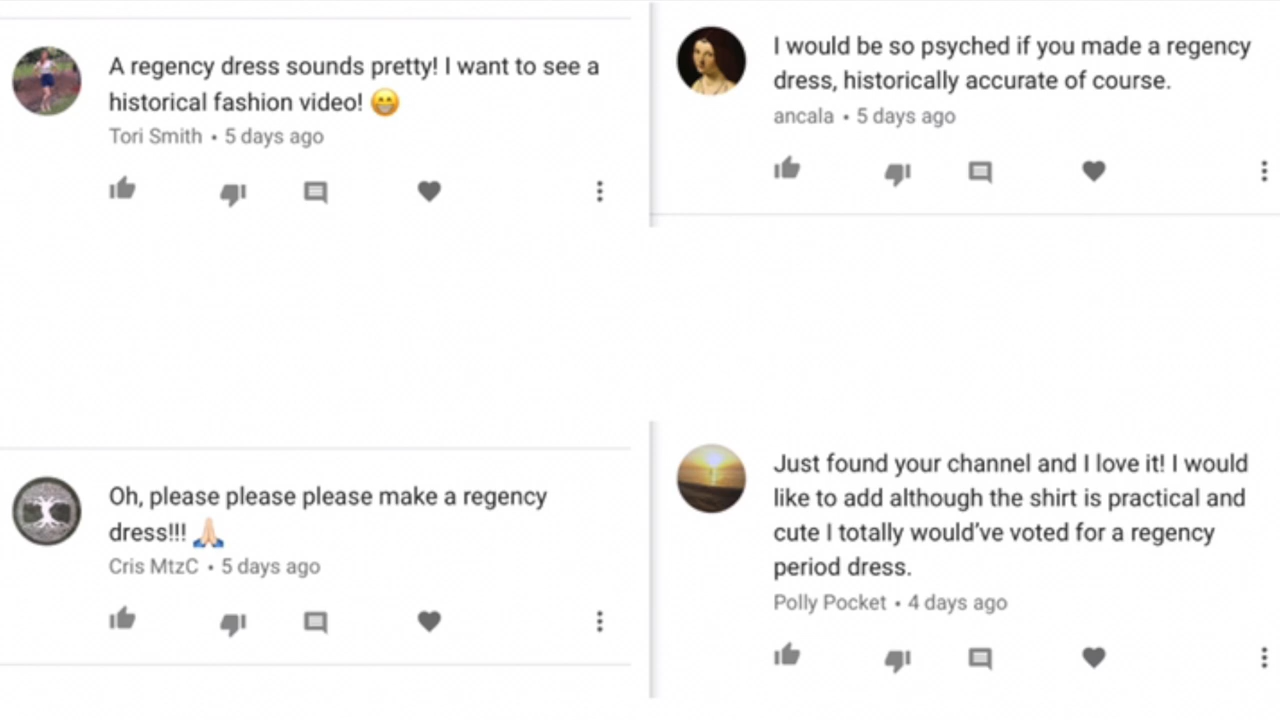 A regency dress sounds pretty! I want to see a
historical fashion video! 😁
Tori Smith • 5 days ago
I would be so psyched if you made a regency
dress, historically accurate of course.
ancala • 5 days ago
Oh, please please please make a regency
dress!!! 🙏🏻
Cris MtzC • 5 days ago
Just found your channel and I love it! I would
like to add although the shirt is practical and
cute I totally would’ve voted for a regency
period dress.
Polly Pocket • 4 days ago